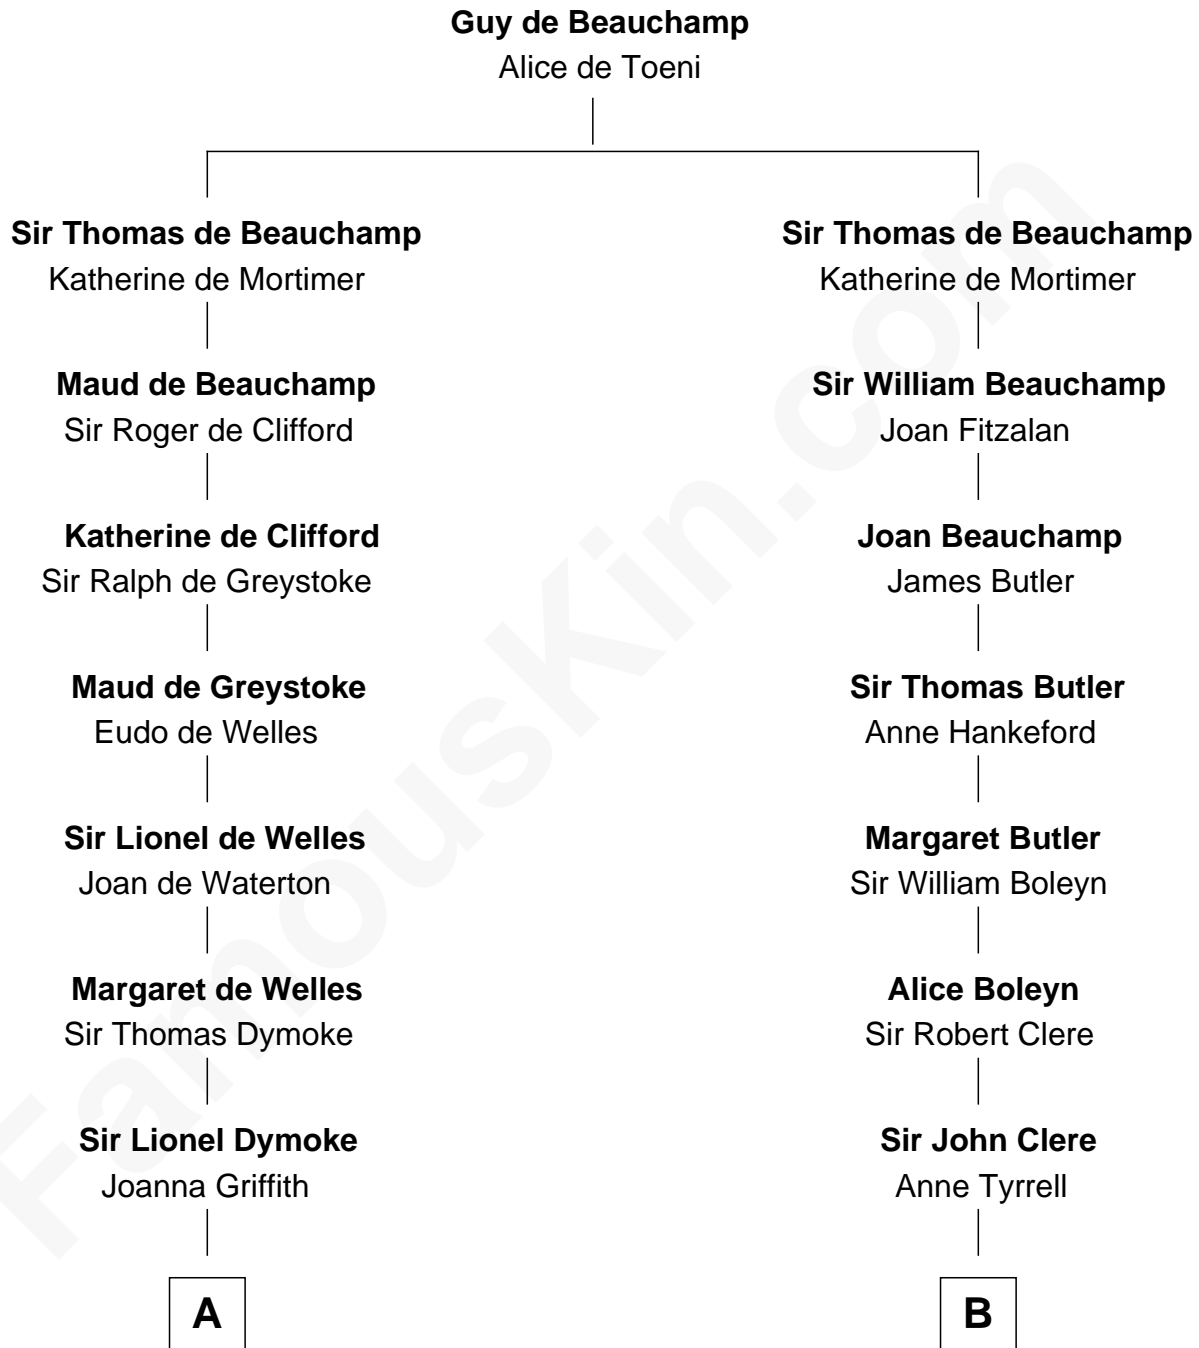 Guy de Beauchamp
Alice de Toeni
Sir Thomas de Beauchamp
Katherine de Mortimer
Sir Thomas de Beauchamp
Katherine de Mortimer
Maud de Beauchamp
Sir Roger de Clifford
Sir William Beauchamp
Joan Fitzalan
Katherine de Clifford
Sir Ralph de Greystoke
Joan Beauchamp
James Butler
Maud de Greystoke
Eudo de Welles
Sir Thomas Butler
Anne Hankeford
Sir Lionel de Welles
Joan de Waterton
Margaret Butler
Sir William Boleyn
Margaret de Welles
Sir Thomas Dymoke
Alice Boleyn
Sir Robert Clere
Sir Lionel Dymoke
Joanna Griffith
Sir John Clere
Anne Tyrrell
A
B
FamousKin.com